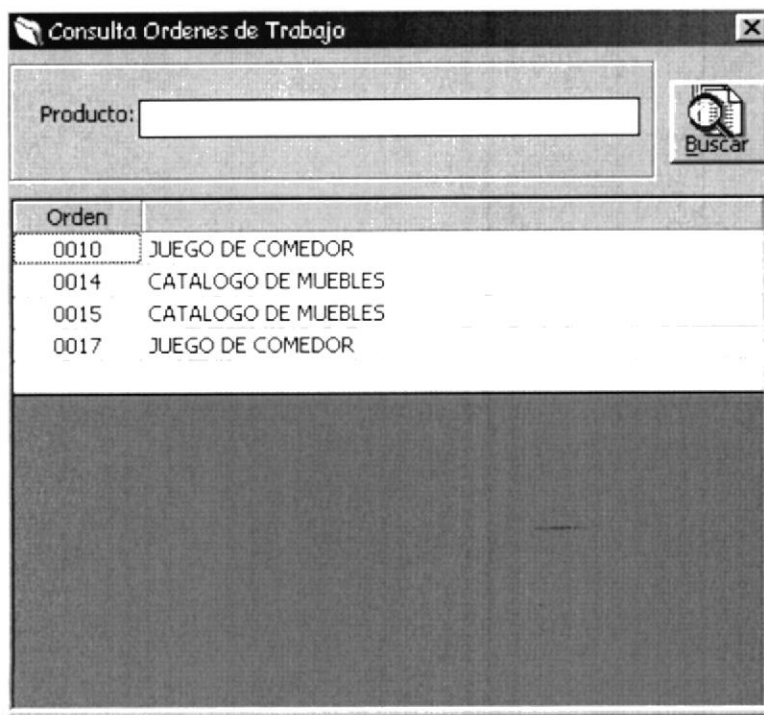 Consulta Ordenes de Trabajo
Producto:
Buscar
Orden
0010 JUEGO DE COMEDOR
0014 CATALOGO DE MUEBLES
0015 CATALOGO DE MUEBLES
0017 JUEGO DE COMEDOR